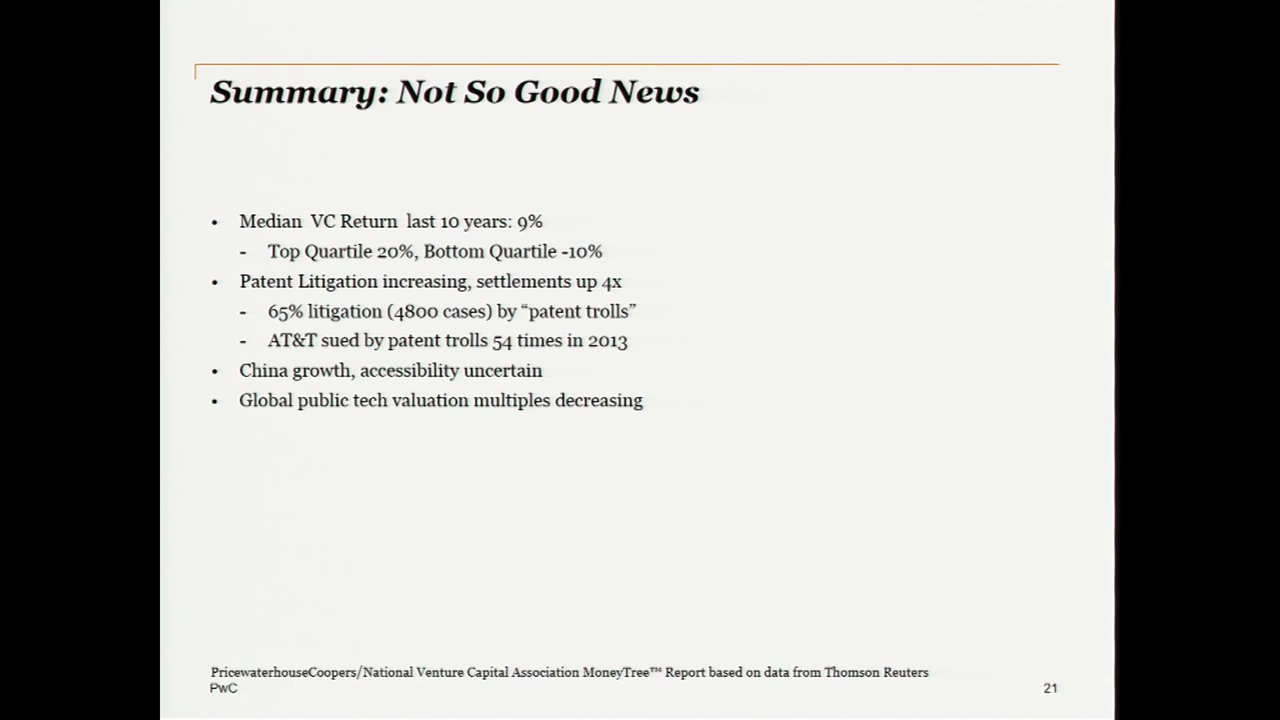 Summary: Not So Good News
• Median VC Return last 10 years: 9%
- Top Quartile 20%, Bottom Quartile -10%
• Patent Litigation increasing, settlements up 4x
- 65% litigation (4800 cases) by “patent trolls”
- AT&T sued by patent trolls 54 times in 2013
• China growth, accessibility uncertain
• Global public tech valuation multiples decreasing
PricewaterhouseCoopers/National Venture Capital Association MoneyTree™ Report based on data from Thomson Reuters
PwC 21